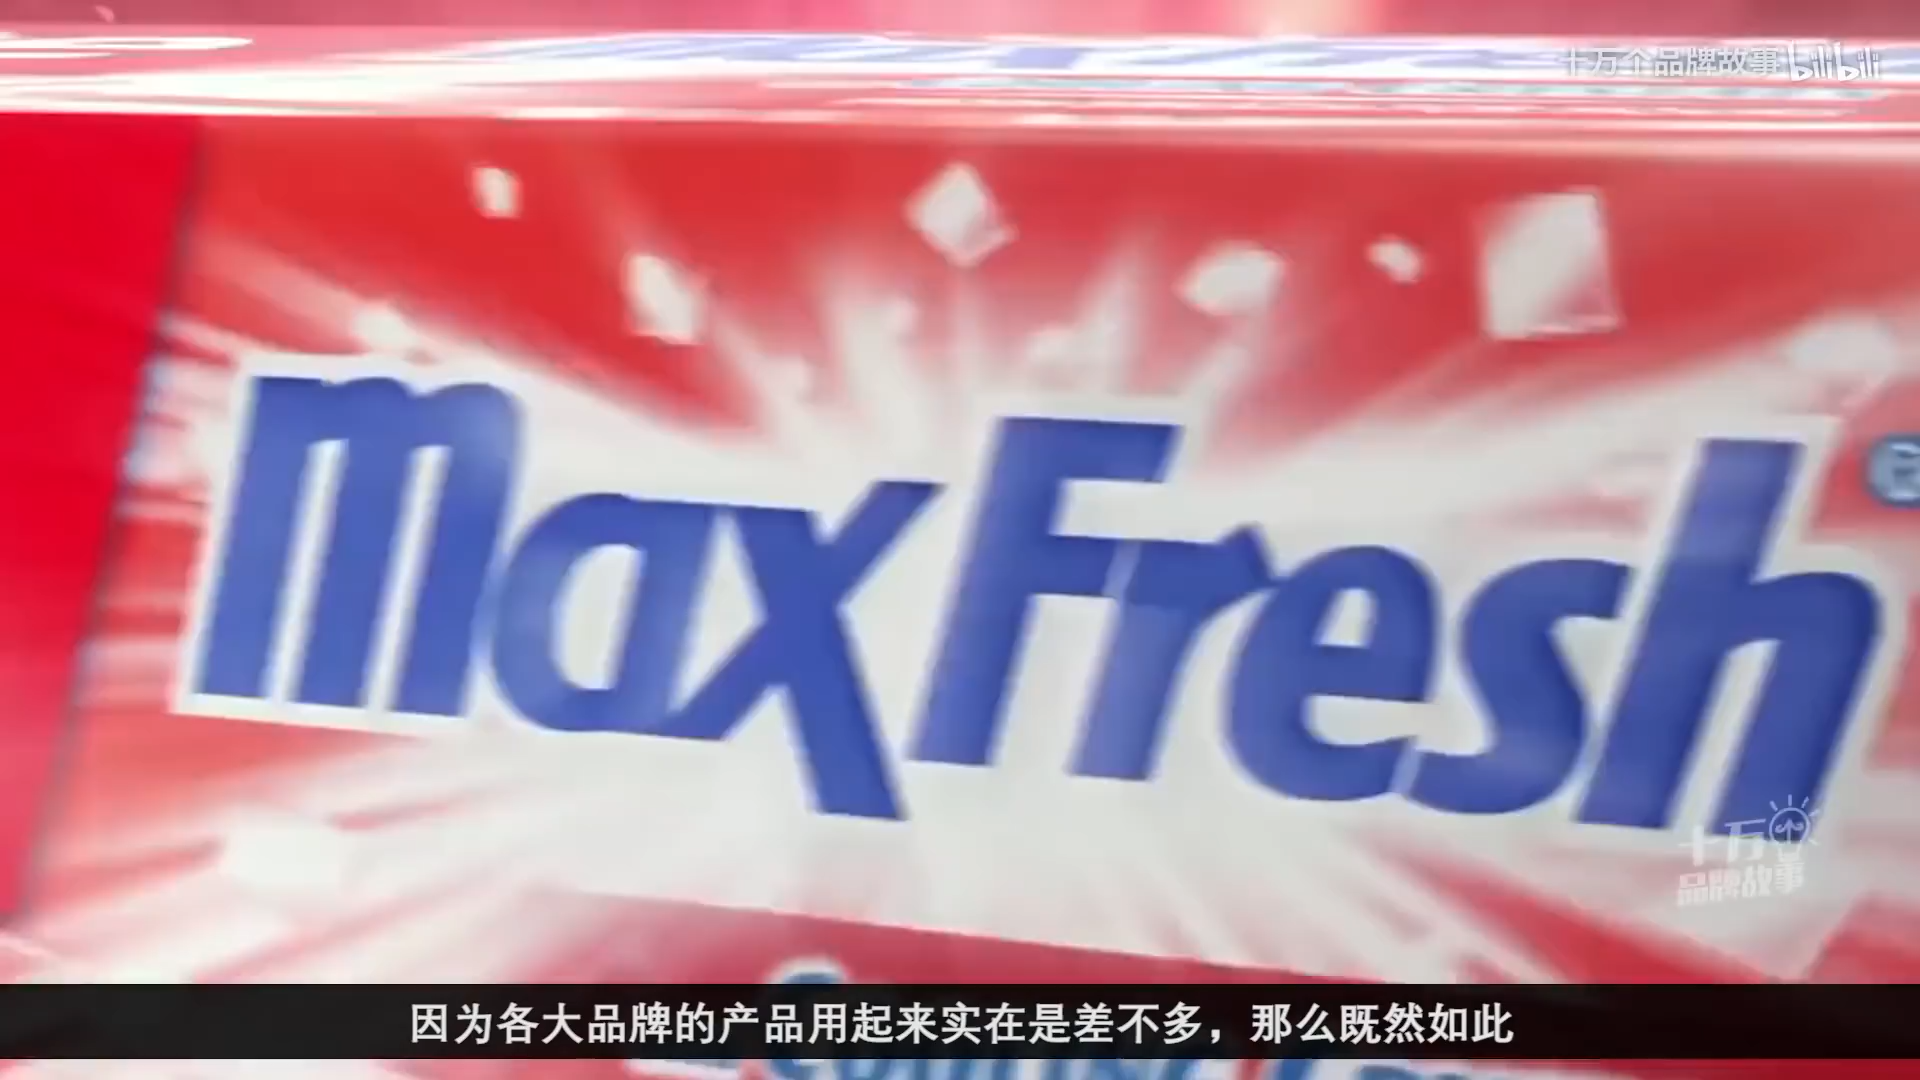 十万个品牌故事 bilibili
maxFresh
十万
品牌故事
因为各大品牌的产品用起来实在是差不多，那么既然如此